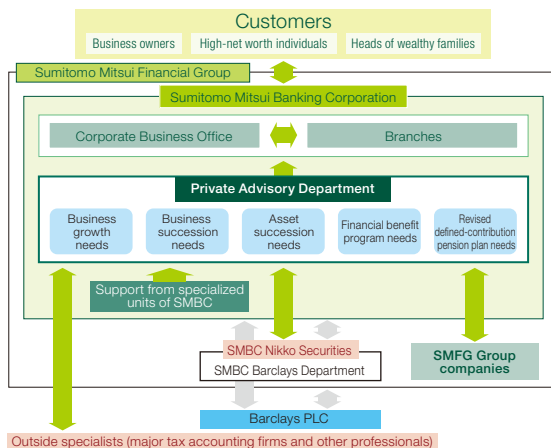 Customers
Business owners
High-net worth individuals
Heads of wealthy families
Sumitomo Mitsui Financial Group
Sumitomo Mitsui Banking Corporation
Corporate Business Office
Branches
Private Advisory Department
Business
growth
needs
Business
succession
needs
Asset
succession
needs
Financial benefit
program needs
Revised
defined-contribution
pension plan needs
Support from specialized
units of SMBC
SMBC Nikko Securities
SMBC Barclays Department
SMFG Group
companies
Barclays PLC
Outside specialists (major tax accounting firms and other professionals)